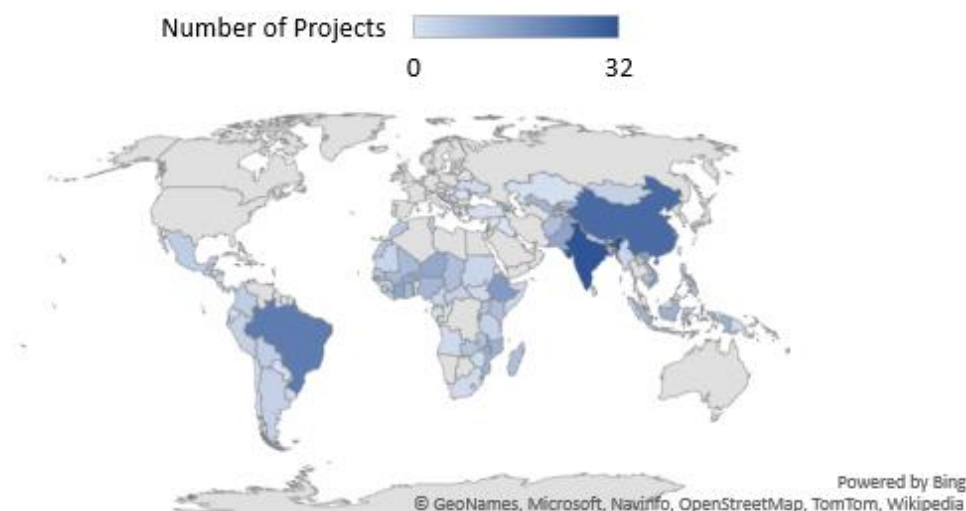 Number of Projects
0 32
Powered by Bing
© GeoNames, Microsoft, Navinfo, OpenStreetMap, TomTom, Wikipedia